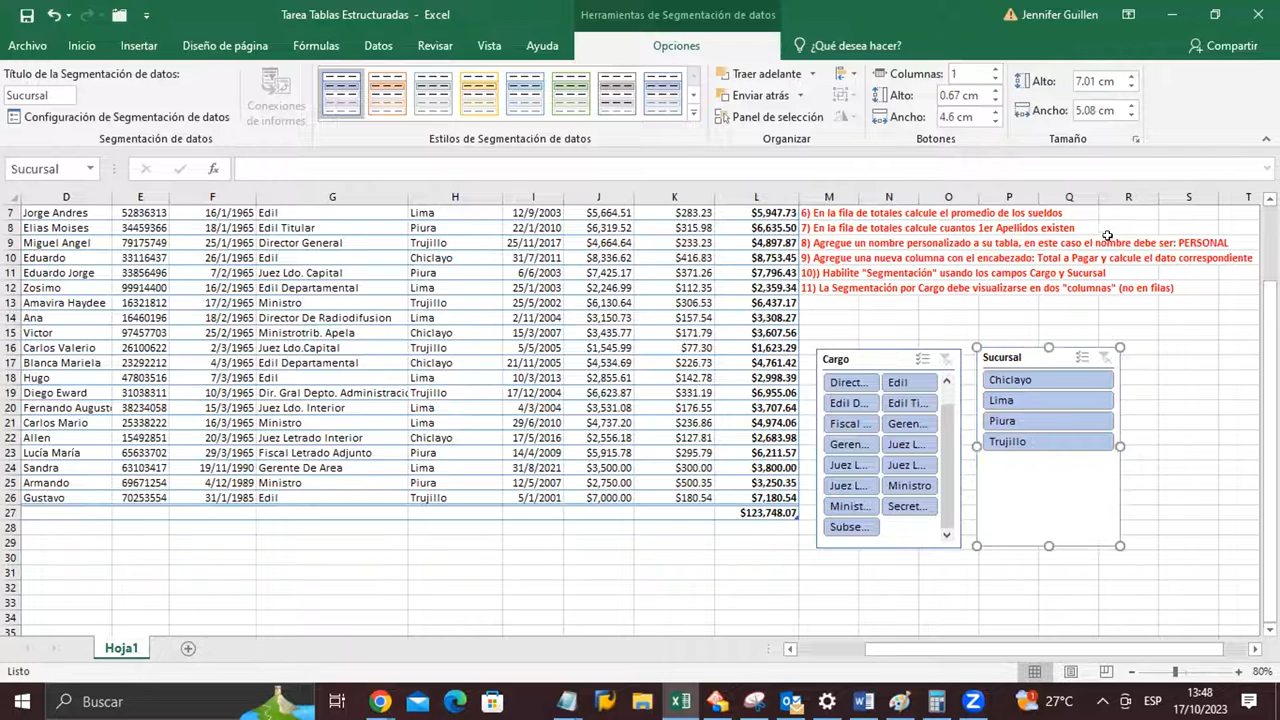 Tarea Tablas Estructuradas - Excel
Herramientas de Segmentación de datos
Jennifer Guillen
Archivo Inicio Insertar Diseño de página Fórmulas Datos Revisar Vista Ayuda Opciones ¿Qué desea hacer? Compartir
Título de la Segmentación de datos:
Sucursal
Configuración de Segmentación de datos
Segmentación de datos
Conexiones
de informes
Estilos de Segmentación de datos
Traer adelante
Enviar atrás
Panel de selección
Organizar
Columnas: 1
Alto: 0.67 cm
Ancho: 4.6 cm
Botones
Alto: 7.01 cm
Ancho: 5.08 cm
Tamaño
Sucursal fx
D E F G H I J K L M N O P Q R S T
7 Jorge Andres 52836313 16/1/1965 Edil Lima 12/9/2003 $5,664.51 $283.23 $5,947.73 6) En la fila de totales calcule el promedio de los sueldos
8 Elias Moises 34459366 18/1/1965 Edil Titular Piura 22/1/2010 $6,319.52 $315.98 $6,635.50 7) En la fila de totales calcule cuantos 1er Apellidos existen
9 Miguel Angel 79175749 25/1/1965 Director General Trujillo 25/11/2017 $4,664.64 $233.23 $4,897.87 8) Agregue un nombre personalizado a su tabla, en este caso el nombre debe ser: PERSONAL
10 Eduardo 33116437 26/1/1965 Edil Chiclayo 31/7/2011 $8,336.62 $416.83 $8,753.45 9) Agregue una nueva columna con el encabezado: Total a Pagar y calcule el dato correspondiente
11 Eduardo Jorge 33856496 7/2/1965 Juez Ldo. Capital Piura 6/6/2003 $7,425.17 $371.26 $7,796.43 10)) Habilite "Segmentación" usando los campos Cargo y Sucursal
12 Zosimo 99914400 16/2/1965 Edil Departamental Lima 25/1/2003 $2,246.99 $112.35 $2,359.34 11) La Segmentación por Cargo debe visualizarse en dos "columnas" (no en filas)
13 Amavira Haydee 16321812 17/2/1965 Ministro Trujillo 25/5/2002 $6,130.64 $306.53 $6,437.17
14 Ana 16460196 18/2/1965 Director De Radiodifusion Lima 2/11/2004 $3,150.73 $157.54 $3,308.27
15 Victor 97457703 25/2/1965 Ministrotrib. Apela Chiclayo 15/3/2007 $3,435.77 $171.79 $3,607.56
16 Carlos Valerio 26100622 2/3/1965 Juez Ldo.Capital Trujillo 5/5/2005 $1,545.99 $77.30 $1,623.29
17 Blanca Mariela 23292212 4/3/1965 Edil Departamental Chiclayo 21/11/2005 $4,534.69 $226.73 $4,761.42
18 Hugo 47803516 7/3/1965 Edil Lima 10/3/2013 $2,855.61 $142.78 $2,998.39
19 Diego Eward 31038311 10/3/1965 Dir. Gral Depto. Administracic Trujillo 17/12/2004 $6,623.87 $331.19 $6,955.06
20 Fernando August 38234058 15/3/1965 Juez Ldo. Interior Lima 4/3/2004 $3,531.08 $176.55 $3,707.64
21 Carlos Mario 25338222 16/3/1965 Ministro Lima 29/6/2010 $4,737.20 $236.86 $4,974.06
22 Allen 15492851 20/3/1965 Juez Letrado Interior Chiclayo 17/5/2016 $2,556.18 $127.81 $2,683.98
23 Lucía María 65633702 29/3/1965 Fiscal Letrado Adjunto Piura 14/4/2009 $5,915.78 $295.79 $6,211.57
24 Sandra 63103417 19/11/1990 Gerente De Area Lima 31/8/2021 $3,500.00 $300.00 $3,800.00
25 Armando 69671254 4/12/1989 Ministro Piura 12/5/2007 $2,750.00 $500.35 $3,250.35
26 Gustavo 70253554 31/1/1985 Edil Trujillo 5/1/2001 $7,000.00 $180.54 $7,180.54
27 $123,748.07
28
29
30
31
32
33
34
35
Cargo
Direct... Edil
Edil D... Edil Ti...
Fiscal ... Geren...
Geren... Juez L...
Juez L... Juez L...
Juez L... Ministro
Minist... Secret...
Subse...
Sucursal
Chiclayo
Lima
Piura
Trujillo
Hoja1
Listo
80%
Buscar
27°C
ESP
13:48
17/10/2023